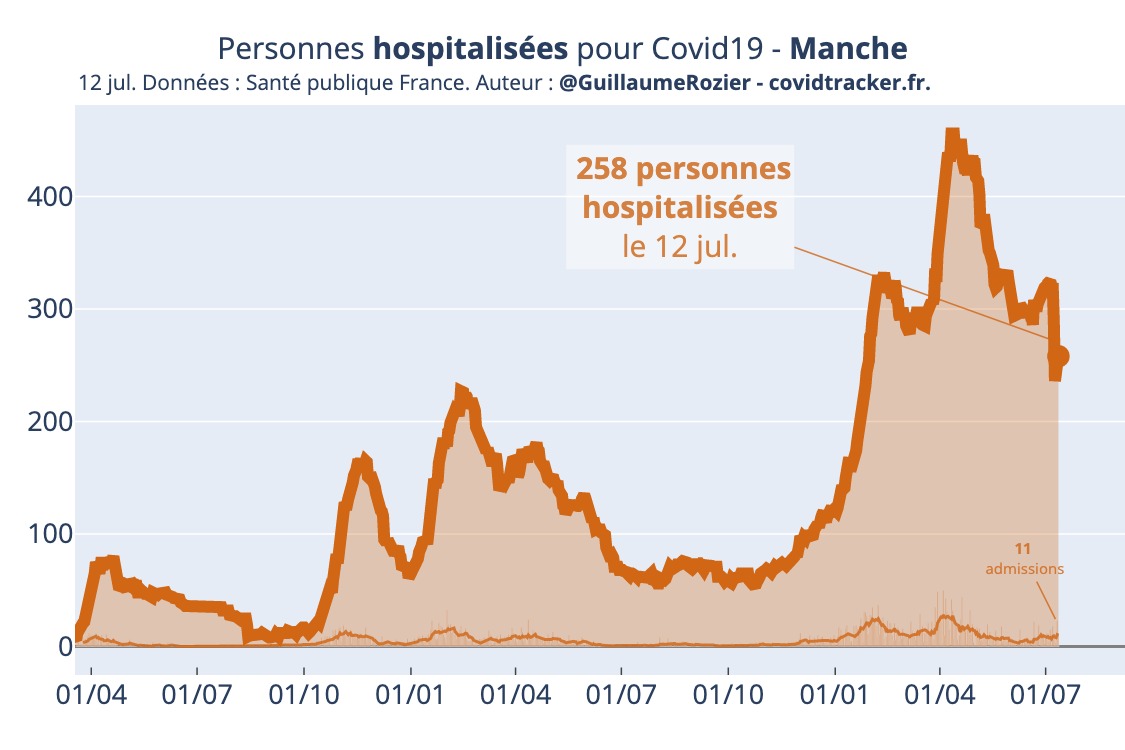 Personnes hospitalisées pour Covid19 - Manche
12 jul. Données : Santé publique France. Auteur : @GuillaumeRozier - covidtracker.fr.
258 personnes
hospitalisées
le 12 jul.
400
300
200
100
0
11
admissions
01/04 01/07 01/10 01/01 01/04 01/07 01/10 01/01 01/04 01/07